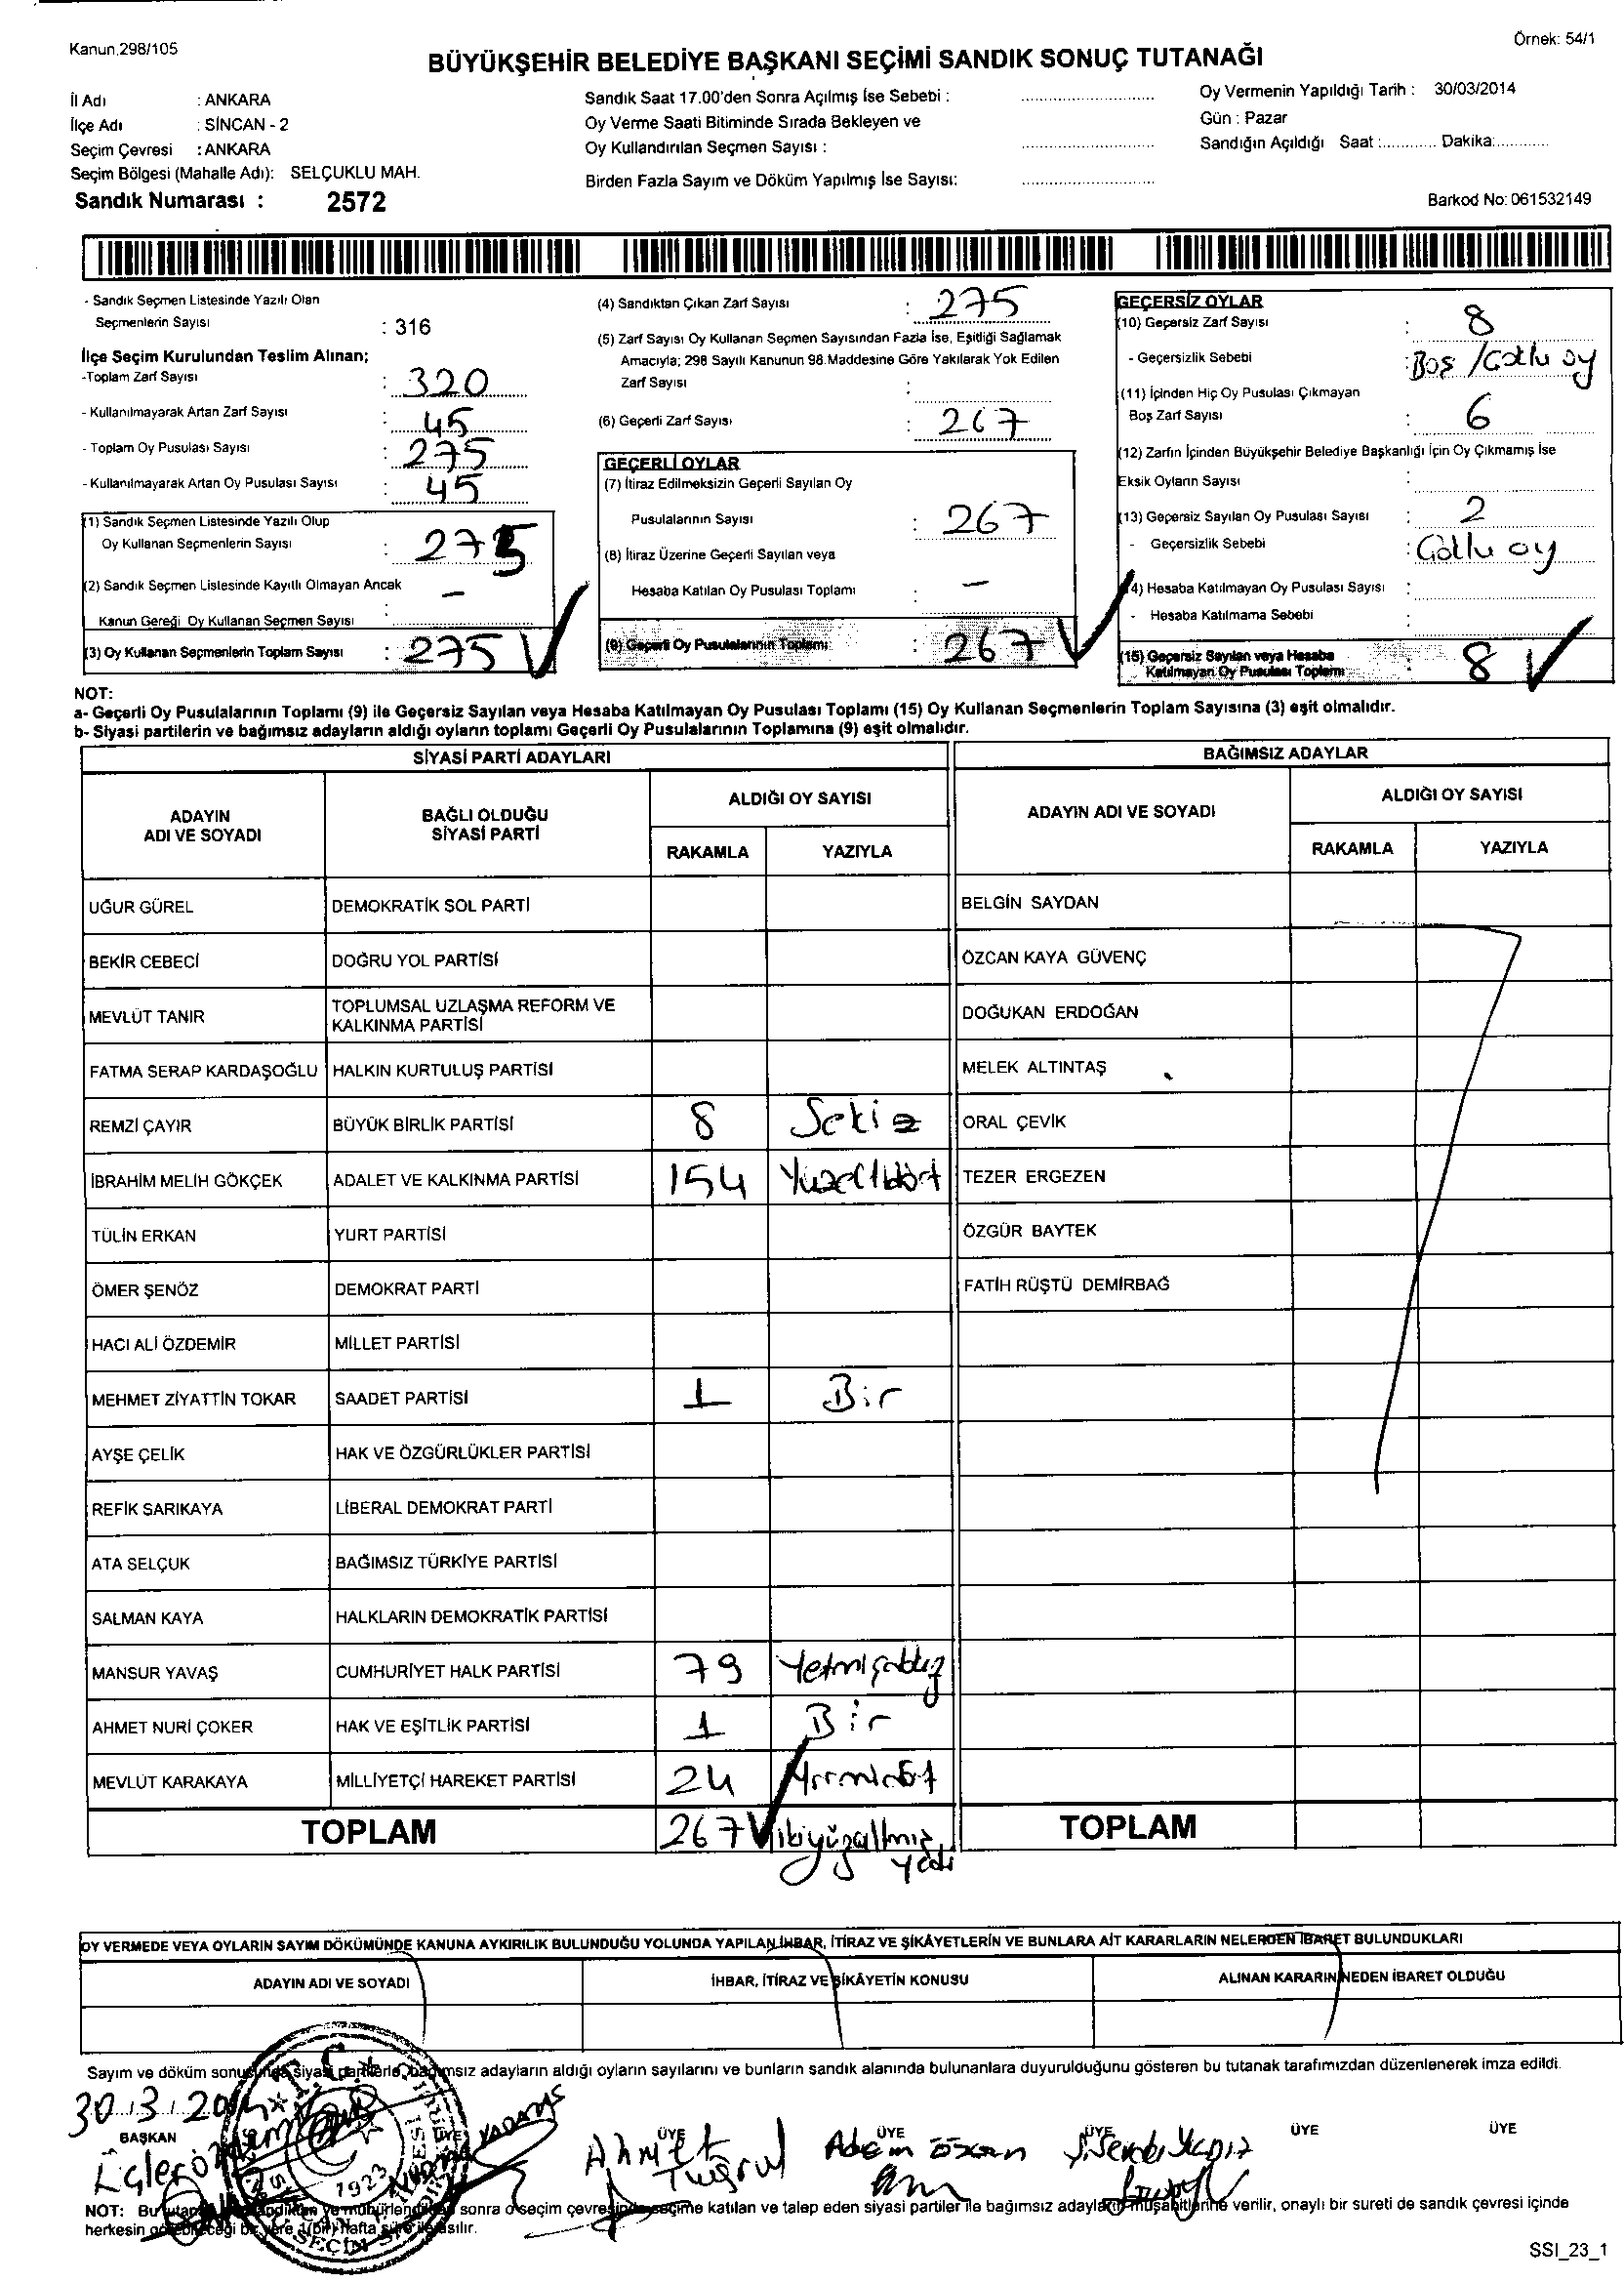 Kanun.298/105
Örnek: 54/1
BÜYÜKŞEHİR BELEDİYE BAŞKANI SEÇİMİ SANDIK SONUÇ TUTANAĞI
İl Adı : ANKARA
İlçe Adı : SİNCAN - 2
Seçim Çevresi : ANKARA
Seçim Bölgesi (Mahalle Adı): SELÇUKLU MAH.
Sandık Numarası : 2572
Sandık Saat 17.00'den Sonra Açılmış İse Sebebi :
Oy Verme Saati Bitiminde Sırada Bekleyen ve
Oy Kullandırılan Seçmen Sayısı :
Birden Fazla Sayım ve Döküm Yapılmış İse Sayısı:
Oy Vermenin Yapıldığı Tarih : 30/03/2014
Gün : Pazar
Sandığın Açıldığı Saat :............ Dakika:............
Barkod No: 061532149
- Sandık Seçmen Listesinde Yazılı Olan
Seçmenlerin Sayısı : 316
İlçe Seçim Kurulundan Teslim Alınan;
-Toplam Zarf Sayısı : 320
- Kullanılmayarak Artan Zarf Sayısı : 45
- Toplam Oy Pusulası Sayısı : 275
- Kullanılmayarak Artan Oy Pusulası Sayısı : 45
(1) Sandık Seçmen Listesinde Yazılı Olup
Oy Kullanan Seçmenlerin Sayısı : 275
(2) Sandık Seçmen Listesinde Kayıtlı Olmayan Ancak
Kanun Gereği Oy Kullanan Seçmen Sayısı : -
(3) Oy Kullanan Seçmenlerin Toplam Sayısı : 275
(4) Sandıktan Çıkan Zarf Sayısı : 275
(5) Zarf Sayısı Oy Kullanan Seçmen Sayısından Fazla İse, Eşitliği Sağlamak
Amacıyla; 298 Sayılı Kanunun 98.Maddesine Göre Yakılarak Yok Edilen
Zarf Sayısı :
(6) Geçerli Zarf Sayısı : 267
GEÇERLİ OYLAR
(7) İtiraz Edilmeksizin Geçerli Sayılan Oy
Pusulalarının Sayısı : 267
(8) İtiraz Üzerine Geçerli Sayılan veya
Hesaba Katılan Oy Pusulası Toplamı : -
(9) Geçerli Oy Pusulalarının Toplamı : 267
GEÇERSİZ OYLAR
(10) Geçersiz Zarf Sayısı : 8
- Geçersizlik Sebebi : Boş /Çatlu oy
(11) İçinden Hiç Oy Pusulası Çıkmayan
Boş Zarf Sayısı : 6
(12) Zarfın İçinden Büyükşehir Belediye Başkanlığı İçin Oy Çıkmamış İse
Eksik Oyların Sayısı :
(13) Geçersiz Sayılan Oy Pusulası Sayısı : 2
- Geçersizlik Sebebi : Çatlu oy
(14) Hesaba Katılmayan Oy Pusulası Sayısı :
- Hesaba Katılmama Sebebi :
(15) Geçersiz Sayılan veya Hesaba
Katılmayan Oy Pusulası Toplamı : 8
NOT:
a- Geçerli Oy Pusulalarının Toplamı (9) ile Geçersiz Sayılan veya Hesaba Katılmayan Oy Pusulası Toplamı (15) Oy Kullanan Seçmenlerin Toplam Sayısına (3) eşit olmalıdır.
b- Siyasi partilerin ve bağımsız adayların aldığı oyların toplamı Geçerli Oy Pusulalarının Toplamına (9) eşit olmalıdır.
SİYASİ PARTİ ADAYLARI
ADAYIN ADI VE SOYADI
BAĞLI OLDUĞU SİYASİ PARTİ
ALDIĞI OY SAYISI
RAKAMLA YAZIYLA
UĞUR GÜREL DEMOKRATİK SOL PARTİ
BEKİR CEBECİ DOĞRU YOL PARTİSİ
MEVLÜT TANIR TOPLUMSAL UZLAŞMA REFORM VE
KALKINMA PARTİSİ
FATMA SERAP KARDAŞOĞLU HALKIN KURTULUŞ PARTİSİ
REMZİ ÇAYIR BÜYÜK BİRLİK PARTİSİ 8 Sekiz
İBRAHİM MELİH GÖKÇEK ADALET VE KALKINMA PARTİSİ 154 Yüzellidört
TÜLİN ERKAN YURT PARTİSİ
ÖMER ŞENÖZ DEMOKRAT PARTİ
HACI ALİ ÖZDEMİR MİLLET PARTİSİ
MEHMET ZİYATTİN TOKAR SAADET PARTİSİ 1 Bir
AYŞE ÇELİK HAK VE ÖZGÜRLÜKLER PARTİSİ
REFİK SARIKAYA LİBERAL DEMOKRAT PARTİ
ATA SELÇUK BAĞIMSIZ TÜRKİYE PARTİSİ
SALMAN KAYA HALKLARIN DEMOKRATİK PARTİSİ
MANSUR YAVAŞ CUMHURİYET HALK PARTİSİ 79 Yetmişdokuz
AHMET NURİ ÇOKER HAK VE EŞİTLİK PARTİSİ 1 Bir
MEVLÜT KARAKAYA MİLLİYETÇİ HAREKET PARTİSİ 24 Yirmidört
TOPLAM 267 ikiyüzaltmış
yedi
BAĞIMSIZ ADAYLAR
ADAYIN ADI VE SOYADI
ALDIĞI OY SAYISI
RAKAMLA YAZIYLA
BELGİN SAYDAN
ÖZCAN KAYA GÜVENÇ
DOĞUKAN ERDOĞAN
MELEK ALTINTAŞ
ORAL ÇEVİK
TEZER ERGEZEN
ÖZGÜR BAYTEK
FATİH RÜŞTÜ DEMİRBAĞ
TOPLAM
OY VERMEDE VEYA OYLARIN SAYIM DÖKÜMÜNDE KANUNA AYKIRILIK BULUNDUĞU YOLUNDA YAPILAN İHBAR, İTİRAZ VE ŞİKÂYETLERİN VE BUNLARA AİT KARARLARIN NELERDEN İBARET BULUNDUKLARI
ADAYIN ADI VE SOYADI İHBAR, İTİRAZ VE ŞİKÂYETİN KONUSU ALINAN KARARIN NEDEN İBARET OLDUĞU
Sayım ve döküm sonucunda siyasi partilerle, bağımsız adayların aldığı oyların sayılarını ve bunların sandık alanında bulunanlara duyurulduğunu gösteren bu tutanak tarafımızdan düzenlenerek imza edildi.
30.3.2014
BAŞKAN ÜYE ÜYE ÜYE ÜYE ÜYE ÜYE
Ahmet Tuğrul
Adem Özcan
NOT: Bu tutanak sonra o seçim çevresinde seçime katılan ve talep eden siyasi partiler ile bağımsız adayların müşahitlerine verilir, onaylı bir sureti de sandık çevresi içinde
herkesin görebileceği bir yere 1(bir) hafta süre ile asılır.
SSI_23_1